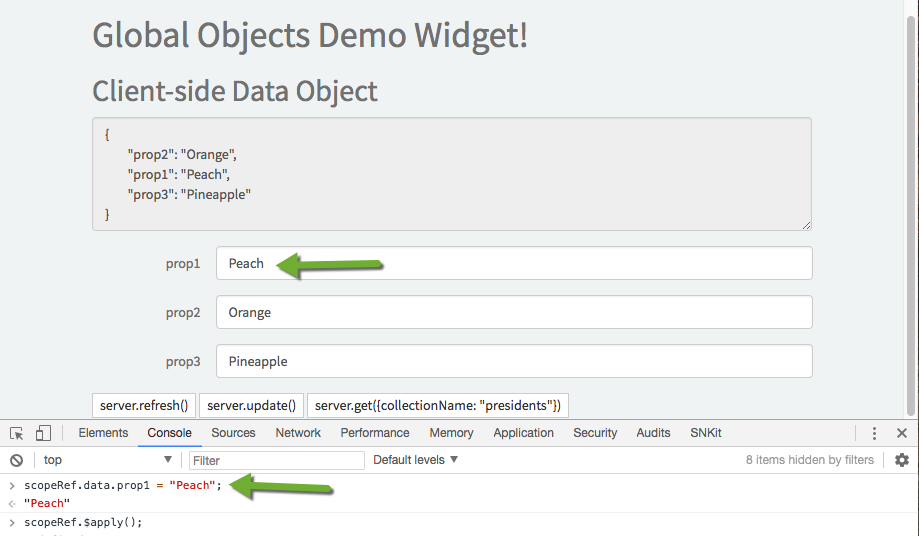 Global Objects Demo Widget!
Client-side Data Object
{
"prop2": "Orange",
"prop1": "Peach",
"prop3": "Pineapple"
}
prop1 Peach
prop2 Orange
prop3 Pineapple
server.refresh() server.update() server.get({collectionName: "presidents"})
Elements Console Sources Network Performance Memory Application Security Audits SNKit
top ▼ Filter Default levels ▼ 8 items hidden by filters
> scopeRef.data.prop1 = "Peach";
"Peach"
> scopeRef.$apply();